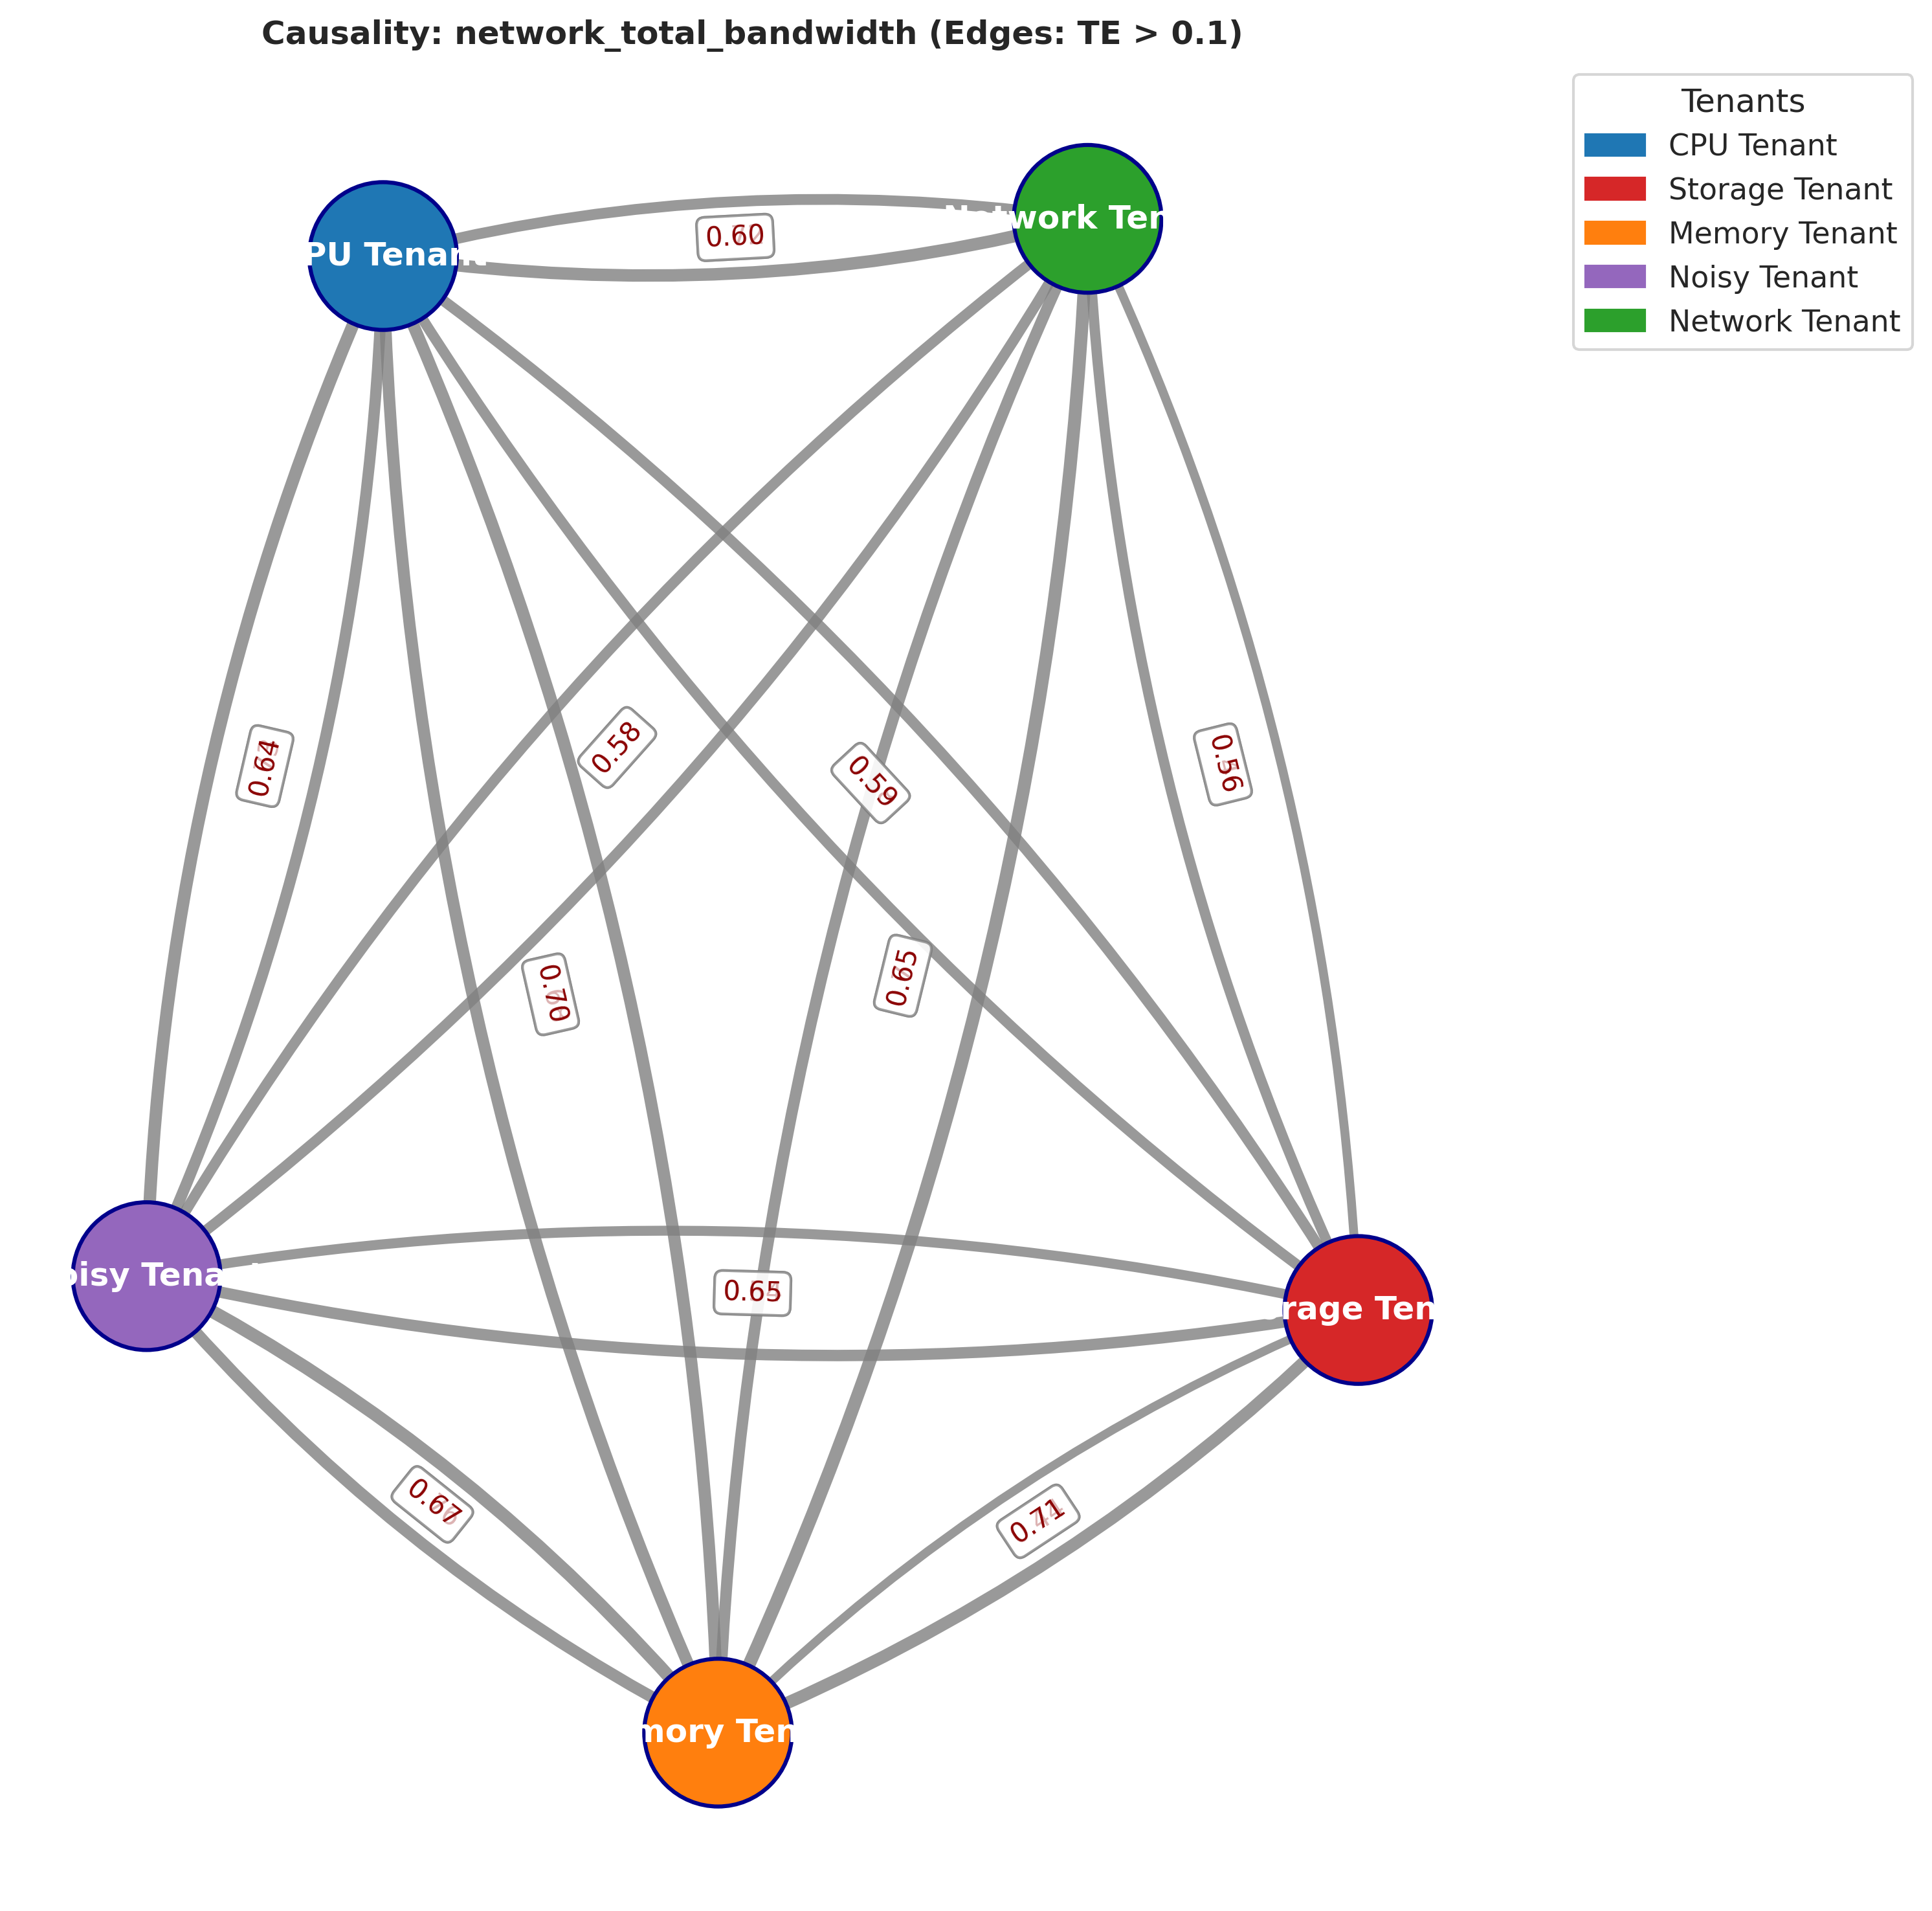 Causality: network_total_bandwidth (Edges: TE > 0.1)
Tenants
CPU Tenant
Storage Tenant
Memory Tenant
Noisy Tenant
Network Tenant
PU Tenant
work Ten
0.60
0.64
0.58
0.59
0.56
0.70
0.65
oisy Tena
0.65
rage Ten
0.67
0.71
mory Ten